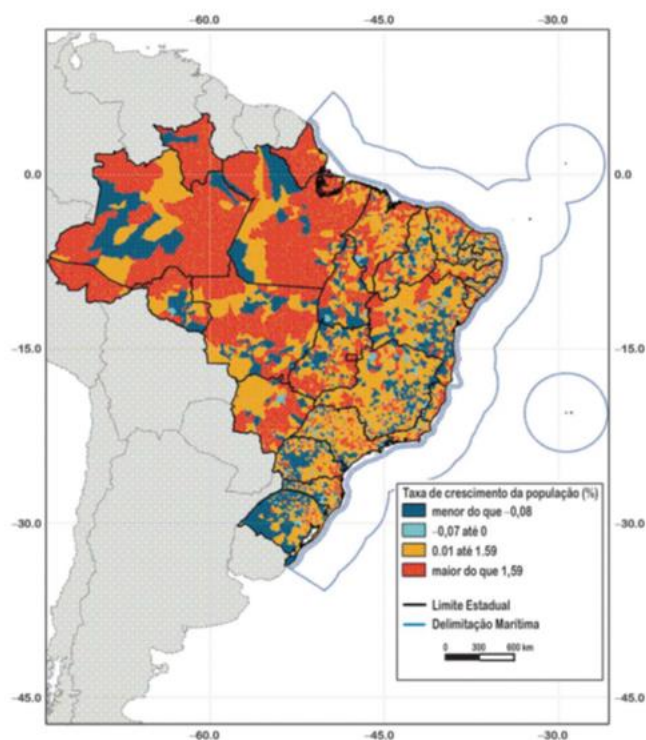 −60.0 −45.0 −30.0
0.0 0.0
−15.0 −15.0
−30.0 −30.0
−45.0 −45.0
Taxa de crescimento da população (%)
menor do que −0,08
−0,07 até 0
0.01 até 1.59
maior do que 1,59
Limite Estadual
Delimitação Marítima
0 300 600 km
−60.0 −45.0 −30.0